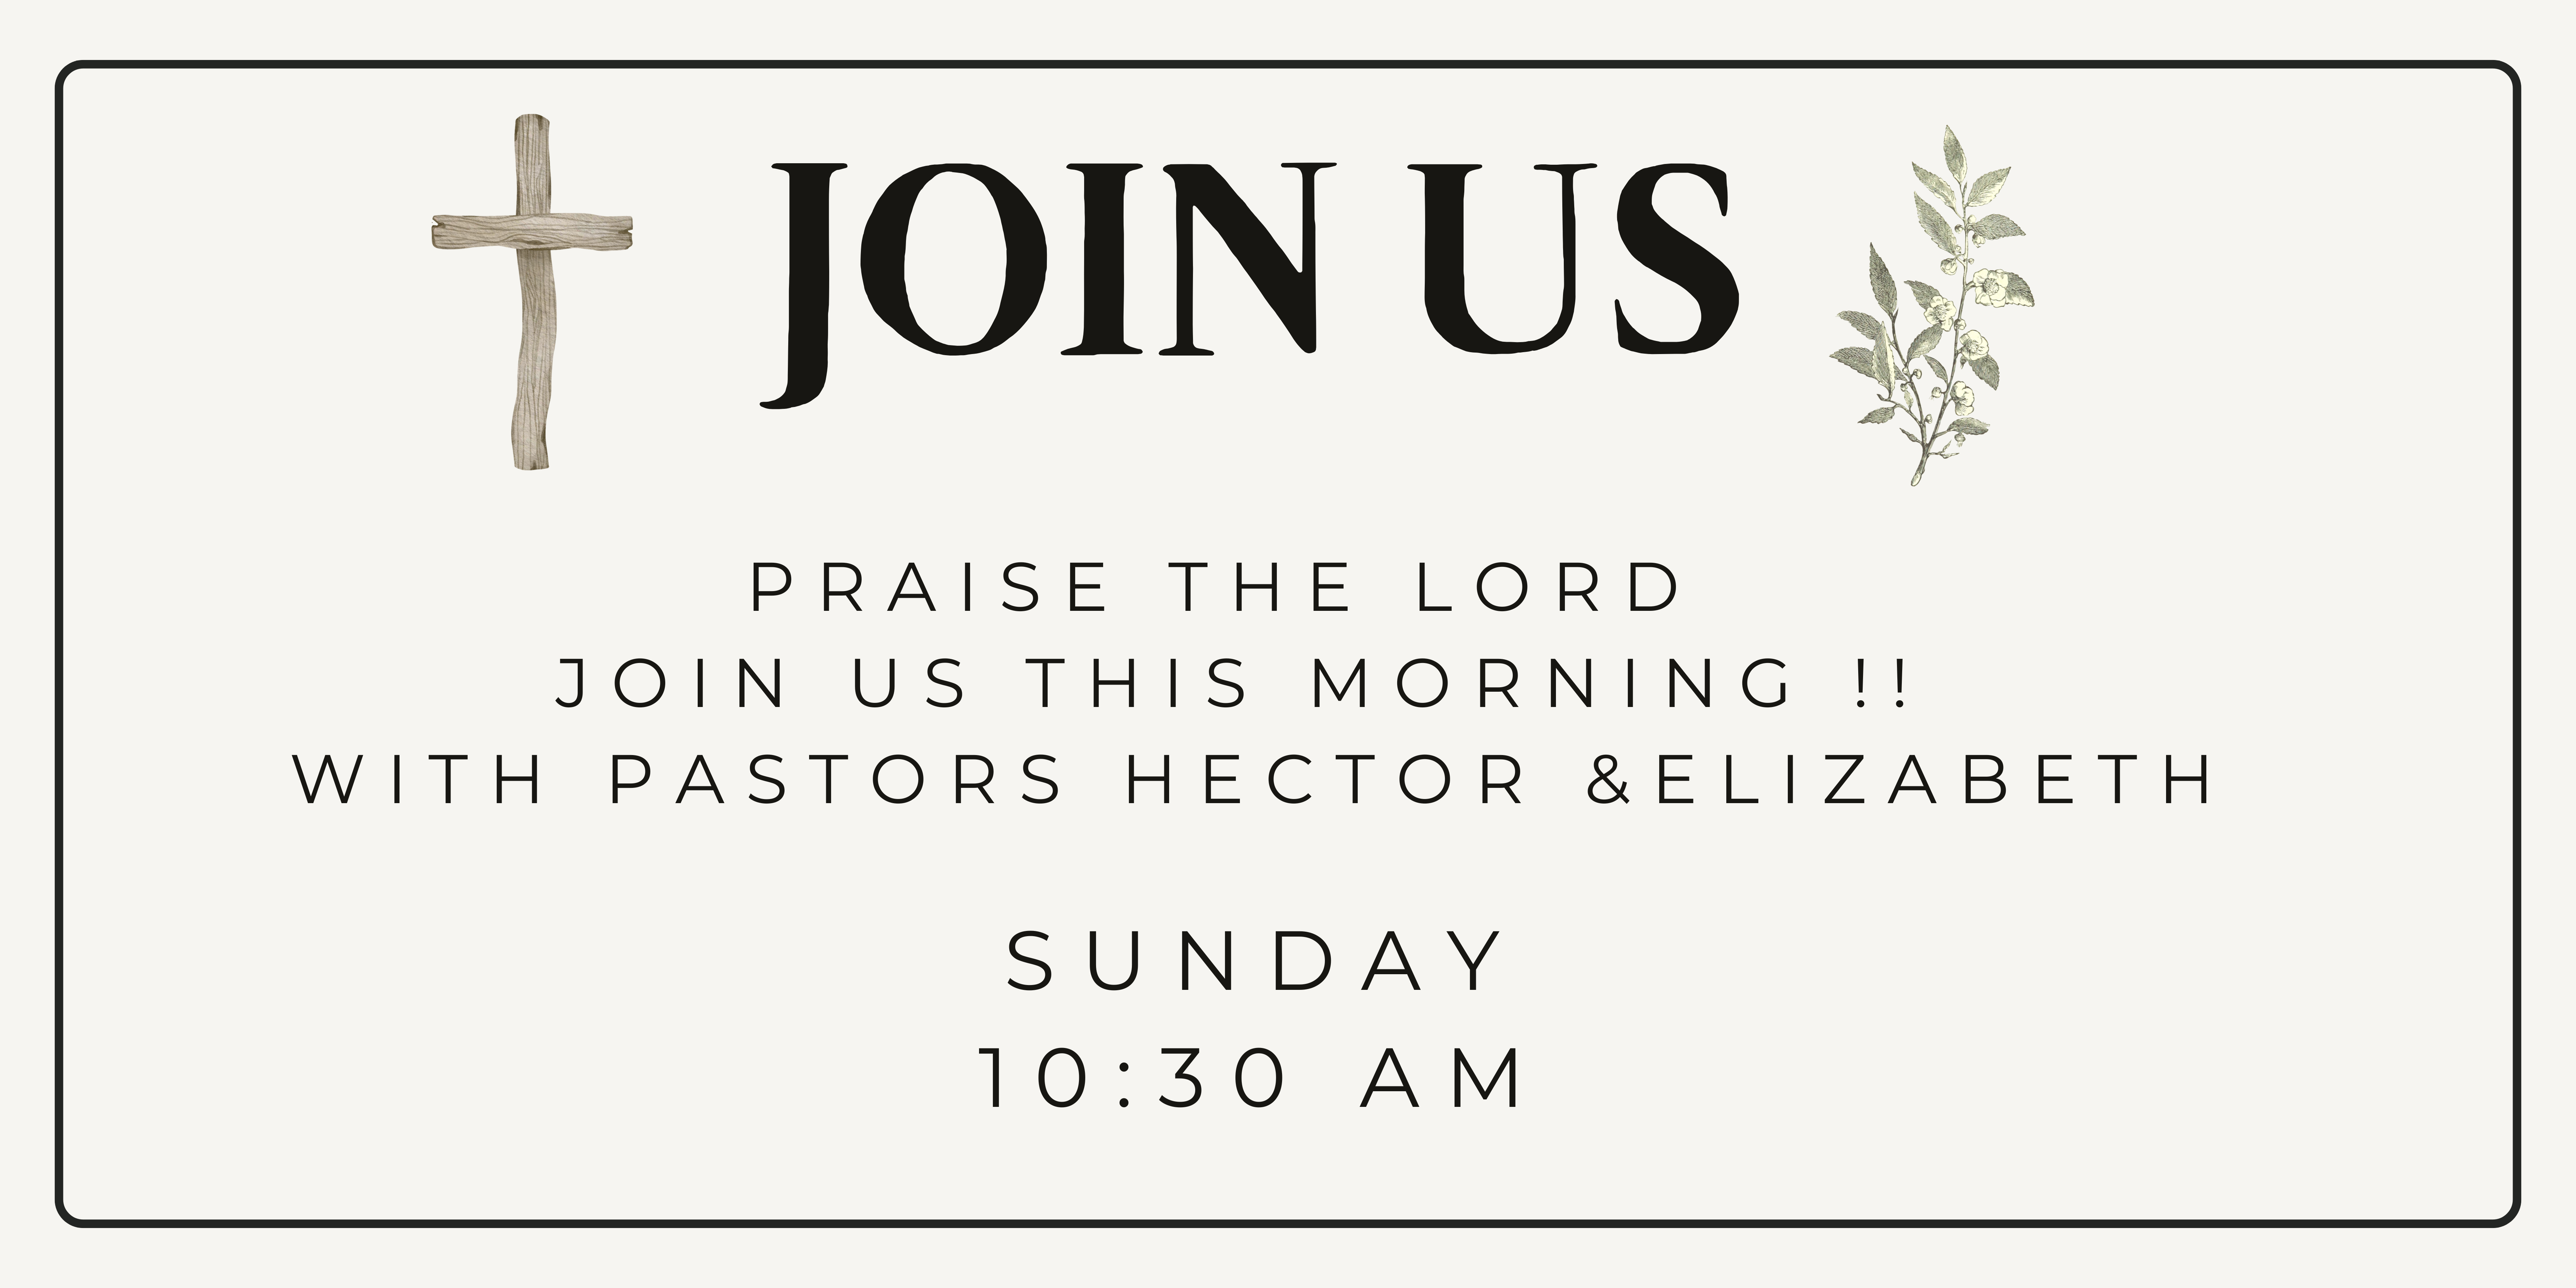 JOIN US
PRAISE THE LORD
JOIN US THIS MORNING !!
WITH PASTORS HECTOR &ELIZABETH
SUNDAY
10:30 AM